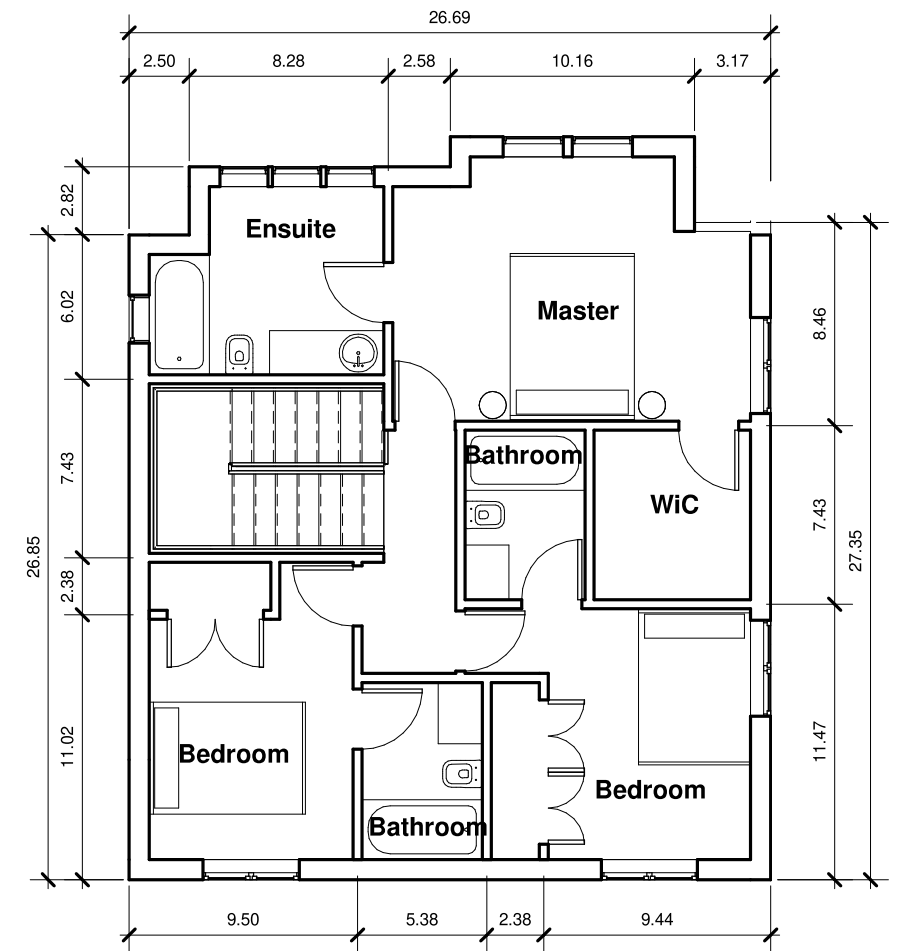 26.69
2.50 8.28 2.58 10.16 3.17
2.82
Ensuite
6.02
Master
8.46
7.43
Bathroom
WiC
7.43
26.85
27.35
2.38
11.02
11.47
Bedroom
Bedroom
Bathroom
9.50 5.38 2.38 9.44